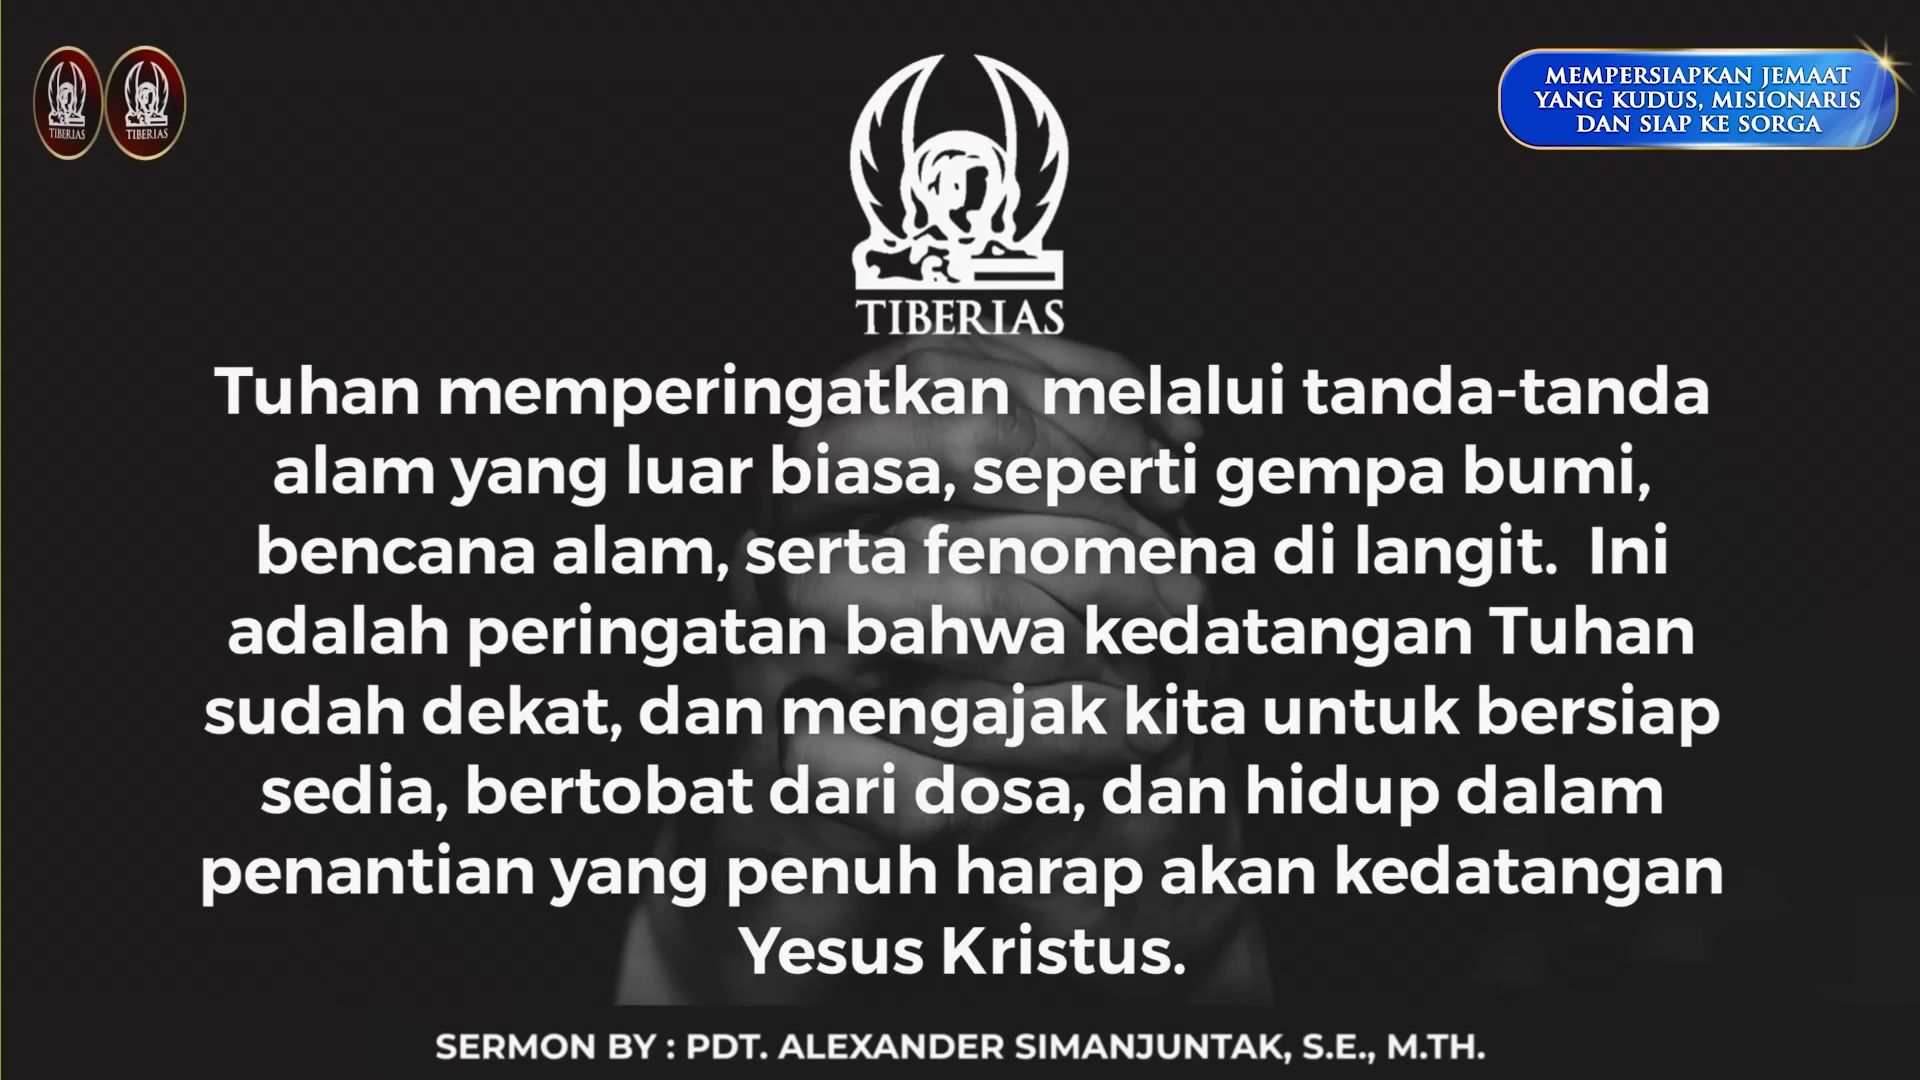 TIBERIAS
TIBERIAS
MEMPERSIAPKAN JEMAAT
YANG KUDUS, MISIONARIS
DAN SIAP KE SORGA
TIBERIAS
Tuhan memperingatkan  melalui tanda-tanda
alam yang luar biasa, seperti gempa bumi,
bencana alam, serta fenomena di langit.  Ini
adalah peringatan bahwa kedatangan Tuhan
sudah dekat, dan mengajak kita untuk bersiap
sedia, bertobat dari dosa, dan hidup dalam
penantian yang penuh harap akan kedatangan
Yesus Kristus.
SERMON BY : PDT. ALEXANDER SIMANJUNTAK, S.E., M.TH.